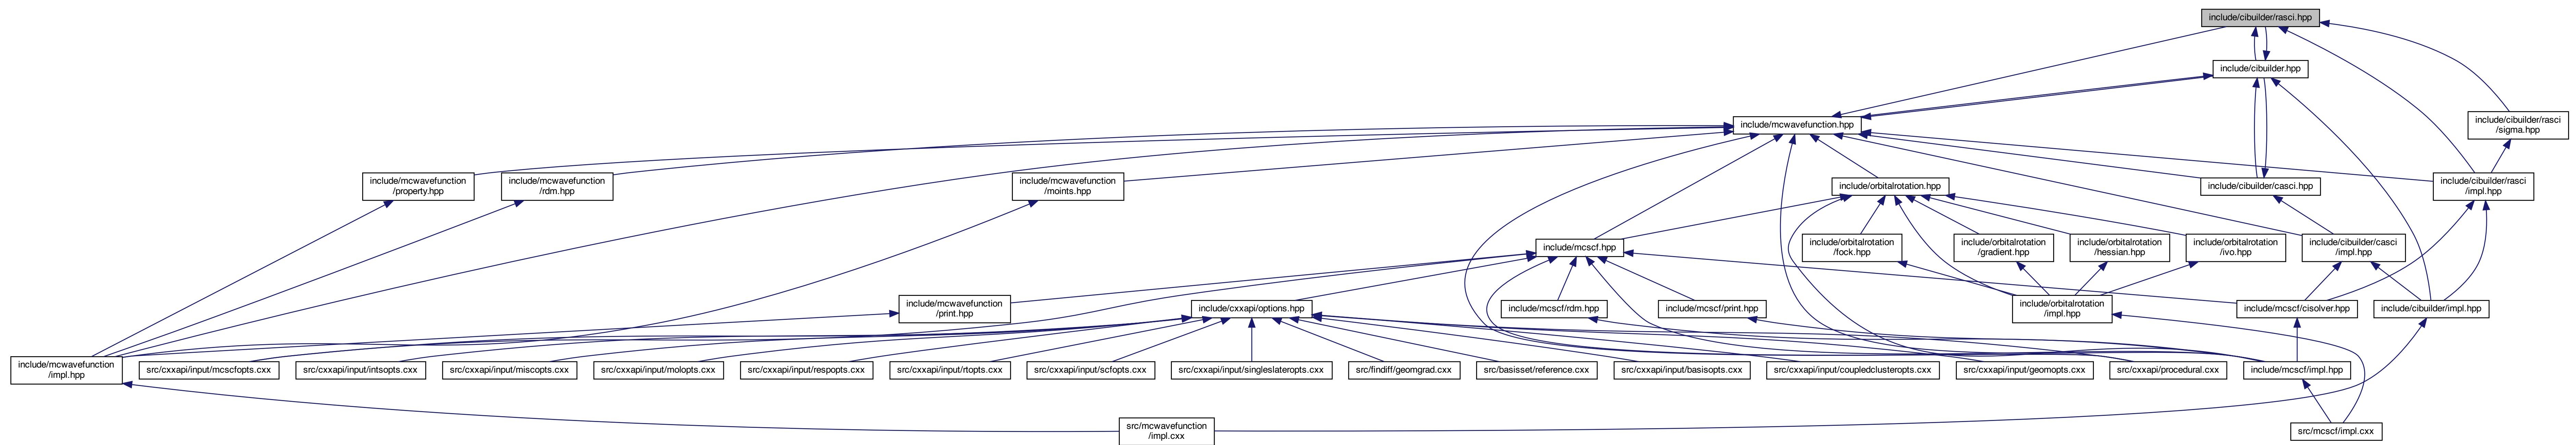 include/cibuilder/rasci.hpp
include/cibuilder.hpp
include/mcwavefunction.hpp
include/cibuilder/rasci
/sigma.hpp
include/mcwavefunction
/property.hpp
include/mcwavefunction
/rdm.hpp
include/mcwavefunction
/moints.hpp
include/orbitalrotation.hpp
include/cibuilder/casci.hpp
include/cibuilder/rasci
/impl.hpp
include/mcscf.hpp
include/orbitalrotation
/fock.hpp
include/orbitalrotation
/gradient.hpp
include/orbitalrotation
/hessian.hpp
include/orbitalrotation
/ivo.hpp
include/cibuilder/casci
/impl.hpp
include/mcwavefunction
/print.hpp
include/cxxapi/options.hpp
include/mcscf/rdm.hpp
include/mcscf/print.hpp
include/orbitalrotation
/impl.hpp
include/mcscf/cisolver.hpp
include/cibuilder/impl.hpp
include/mcwavefunction
/impl.hpp
src/cxxapi/input/mcscfopts.cxx
src/cxxapi/input/intsopts.cxx
src/cxxapi/input/miscopts.cxx
src/cxxapi/input/molopts.cxx
src/cxxapi/input/respopts.cxx
src/cxxapi/input/rtopts.cxx
src/cxxapi/input/scfopts.cxx
src/cxxapi/input/singleslateropts.cxx
src/findiff/geomgrad.cxx
src/basisset/reference.cxx
src/cxxapi/input/basisopts.cxx
src/cxxapi/input/coupledclusteropts.cxx
src/cxxapi/input/geomopts.cxx
src/cxxapi/procedural.cxx
include/mcscf/impl.hpp
src/mcwavefunction
/impl.cxx
src/mcscf/impl.cxx